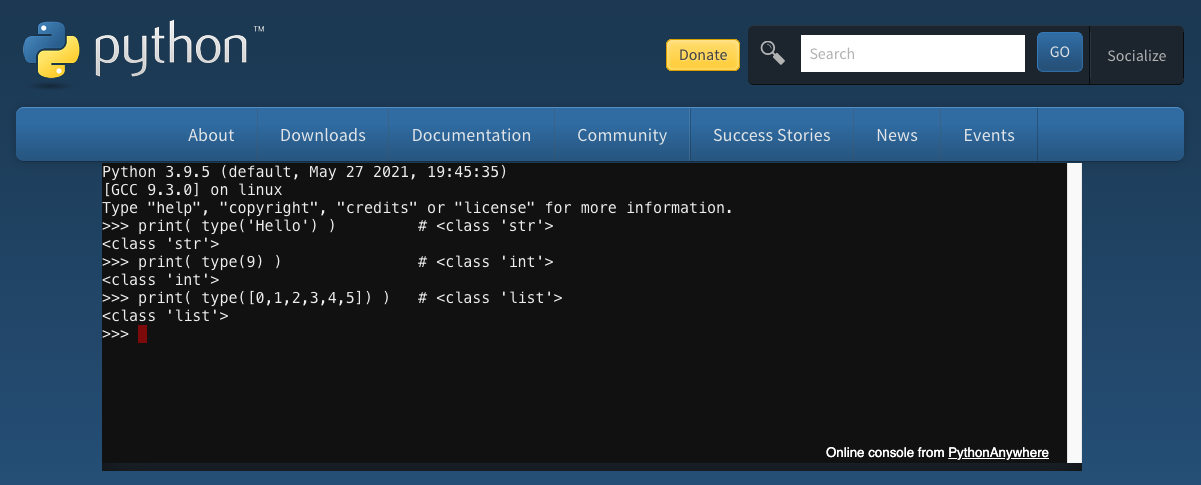 python™
Donate
Search
GO
Socialize
About Downloads Documentation Community Success Stories News Events
Python 3.9.5 (default, May 27 2021, 19:45:35)
[GCC 9.3.0] on linux
Type "help", "copyright", "credits" or "license" for more information.
>>> print( type('Hello') )         # <class 'str'>
<class 'str'>
>>> print( type(9) )               # <class 'int'>
<class 'int'>
>>> print( type([0,1,2,3,4,5]) )   # <class 'list'>
<class 'list'>
>>>
Online console from PythonAnywhere